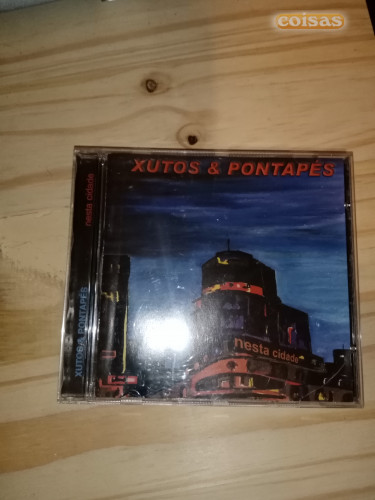 coisas
XUTOS & PONTAPÉS
nesta cidade
nesta cidade
XUTOS & PONTAPÉS